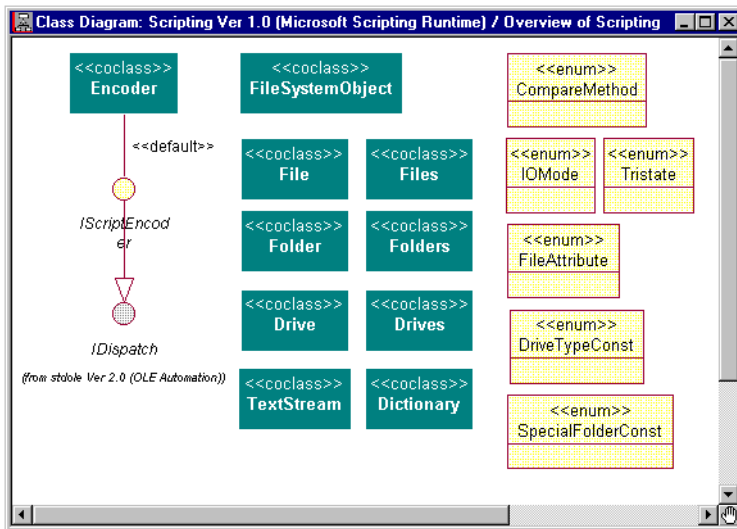 Class Diagram: Scripting Ver 1.0 (Microsoft Scripting Runtime) / Overview of Scripting
<<coclass>>
Encoder
<<default>>
IScriptEncod
er
IDispatch
(from stdole Ver 2.0 (OLE Automation))
<<coclass>>
FileSystemObject
<<coclass>>
File
<<coclass>>
Files
<<coclass>>
Folder
<<coclass>>
Folders
<<coclass>>
Drive
<<coclass>>
Drives
<<coclass>>
TextStream
<<coclass>>
Dictionary
<<enum>>
CompareMethod
<<enum>>
IOMode
<<enum>>
Tristate
<<enum>>
FileAttribute
<<enum>>
DriveTypeConst
<<enum>>
SpecialFolderConst